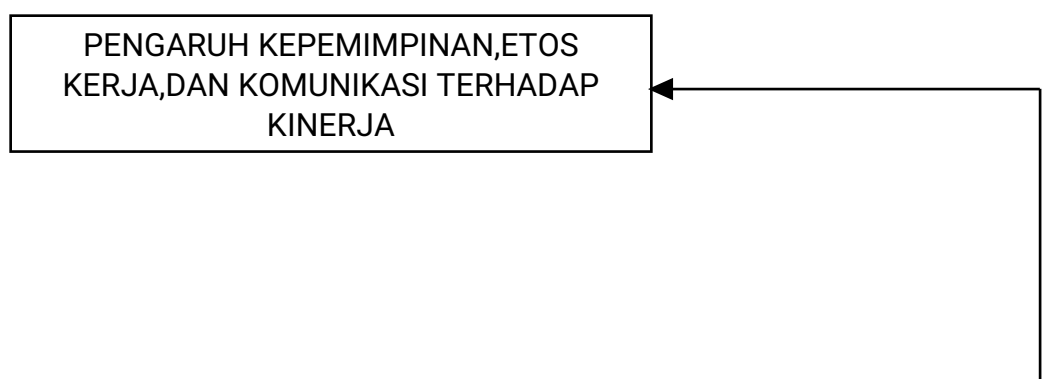 PENGARUH KEPEMIMPINAN,ETOS
KERJA,DAN KOMUNIKASI TERHADAP
KINERJA